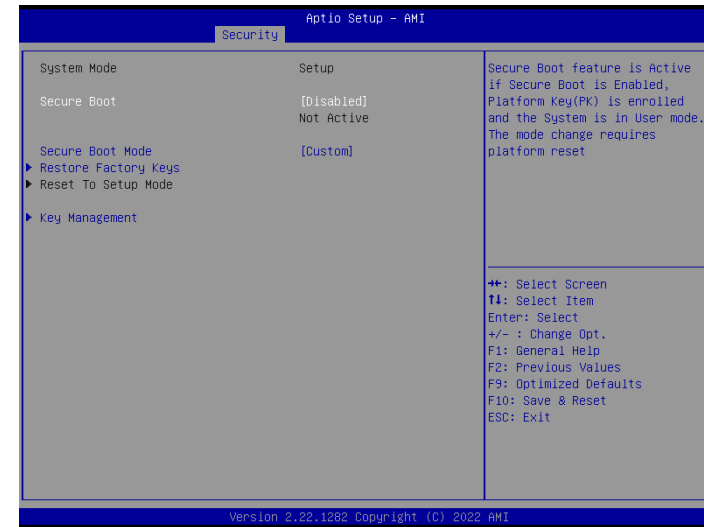 Aptio Setup - AMI
Security
System Mode Setup
Secure Boot [Disabled]
Not Active
Secure Boot Mode [Custom]
Restore Factory Keys
Reset To Setup Mode
Key Management
Secure Boot feature is Active
if Secure Boot is Enabled,
Platform Key(PK) is enrolled
and the System is in User mode.
The mode change requires
platform reset
→←: Select Screen
↑↓: Select Item
Enter: Select
+/- : Change Opt.
F1: General Help
F2: Previous Values
F9: Optimized Defaults
F10: Save & Reset
ESC: Exit
Version 2.22.1282 Copyright (C) 2022 AMI